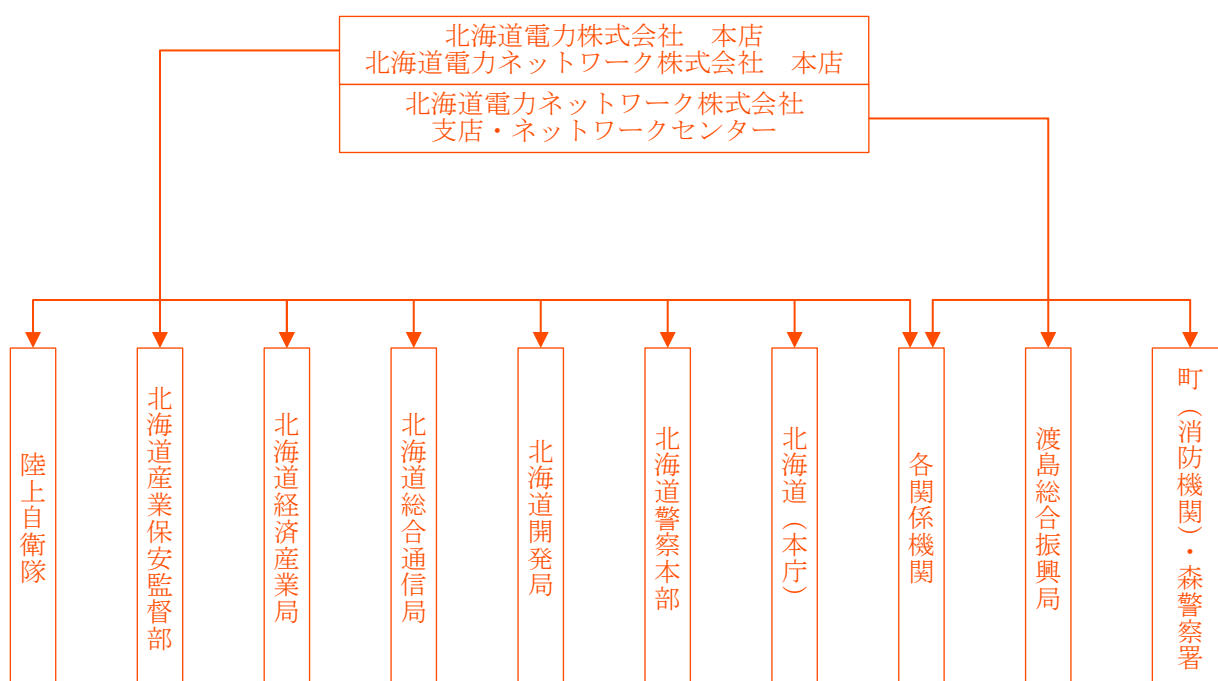 北海道電力株式会社　本店
北海道電力ネットワーク株式会社　本店
北海道電力ネットワーク株式会社
支店・ネットワークセンター
陸上自衛隊
北海道産業保安監督部
北海道経済産業局
北海道総合通信局
北海道開発局
北海道警察本部
北海道（本庁）
各関係機関
渡島総合振興局
町（消防機関）・森警察署